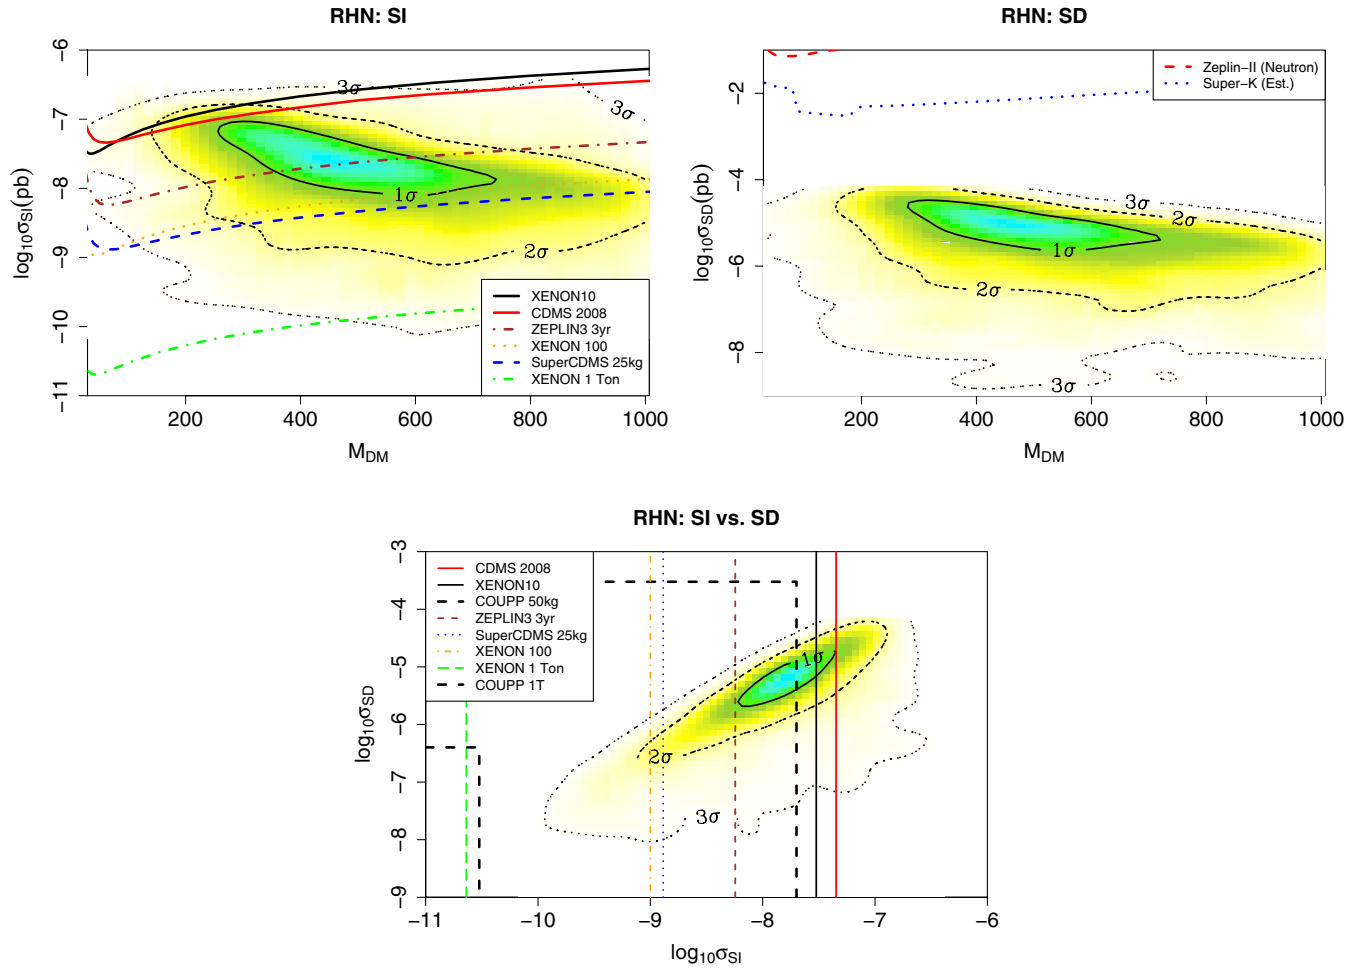 RHN: SI
−6
−7
−8
−9
−10
−11
log10σSI(pb)
3σ
3σ
1σ
2σ
XENON10
CDMS 2008
ZEPLIN3 3yr
XENON 100
SuperCDMS 25kg
XENON 1 Ton
200
400
600
800
1000
MDM
RHN: SD
−2
−4
−6
−8
log10σSD(pb)
Zeplin−II (Neutron)
Super−K (Est.)
3σ
2σ
1σ
2σ
3σ
200
400
600
800
1000
MDM
RHN: SI vs. SD
−3
−4
−5
−6
−7
−8
−9
log10σSD
CDMS 2008
XENON10
COUPP 50kg
ZEPLIN3 3yr
SuperCDMS 25kg
XENON 100
XENON 1 Ton
COUPP 1T
1σ
2σ
3σ
−11
−10
−9
−8
−7
−6
log10σSI